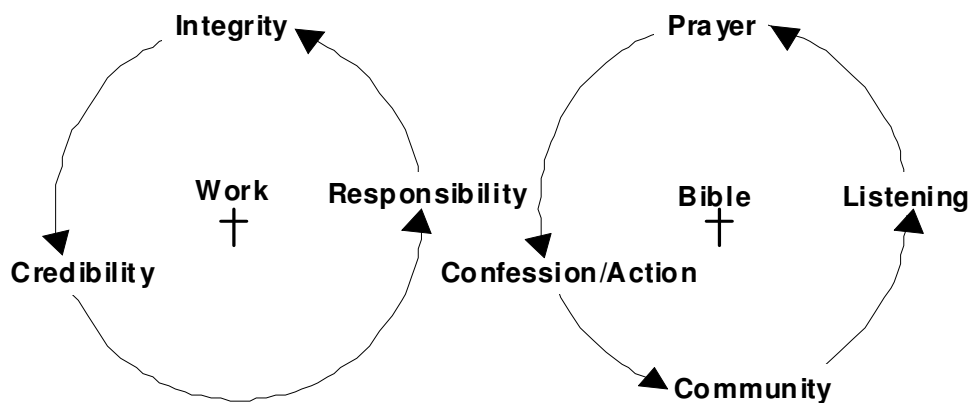 Integrity
Prayer
Work
Responsibility
Bible
Listening
Credibility
Confession/Action
Community